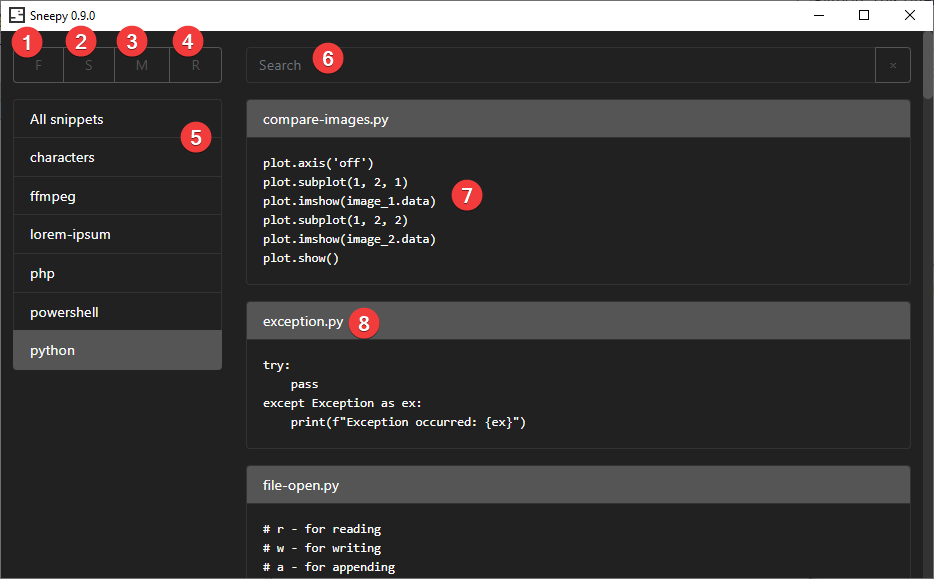 Sneepy 0.9.0
1 2 3 4
F S M R
Search 6
×
All snippets
5
characters
ffmpeg
lorem-ipsum
php
powershell
python
compare-images.py
plot.axis('off')
plot.subplot(1, 2, 1)
plot.imshow(image_1.data) 7
plot.subplot(1, 2, 2)
plot.imshow(image_2.data)
plot.show()
exception.py 8
try:
    pass
except Exception as ex:
    print(f"Exception occurred: {ex}")
file-open.py
# r - for reading
# w - for writing
# a - for appending